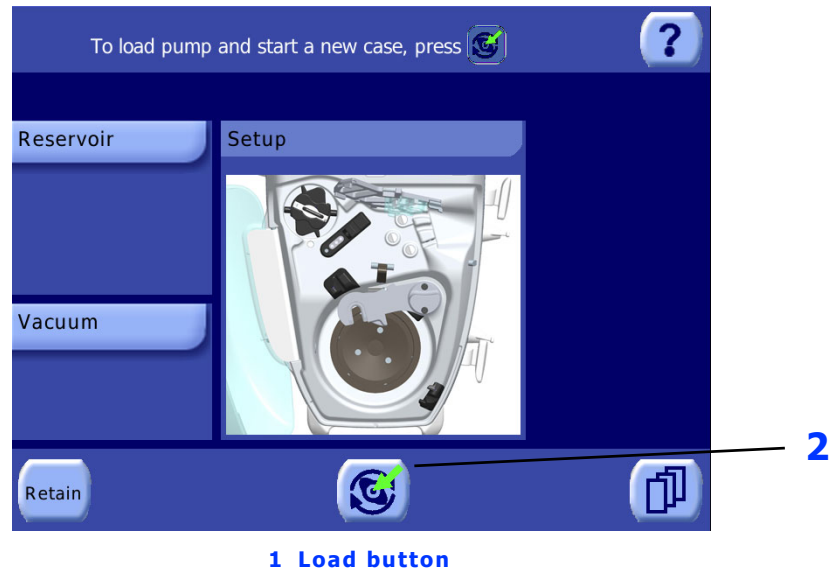 To load pump and start a new case, press
?
Reservoir
Setup
Vacuum
2
Retain
1 Load button